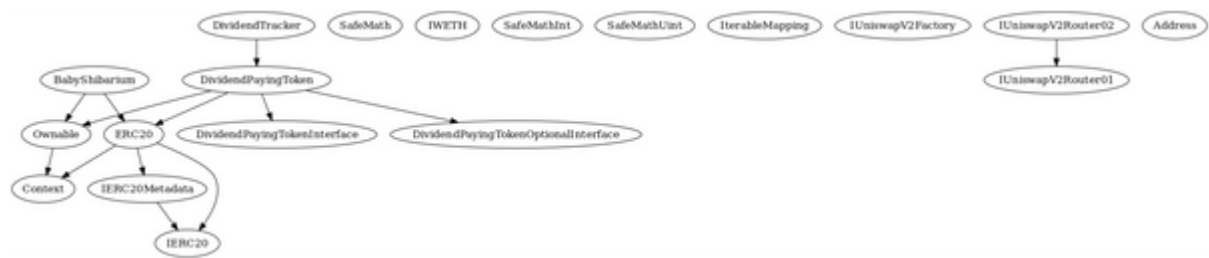 DividendTracker SafeMath IWETH SafeMathInt SafeMathUint IterableMapping IUniswapV2Factory IUniswapV2Router02 Address
BabyShibarium DividendPayingToken IUniswapV2Router01
Ownable ERC20 DividendPayingTokenInterface DividendPayingTokenOptionalInterface
Context IERC20Metadata
IERC20